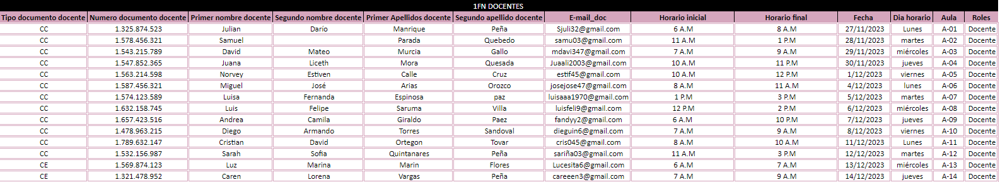 1FN DOCENTES
Tipo documento docente Numero documento docente Primer nombre docente Segundo nombre docente Primer Apellidos docente Segundo apellido docente E-mail_doc Horario inicial Horario final Fecha Dia horario Aula Roles
CC 1.325.874.523 Julian Darío Manrique Peña Sjuli32@gmail.com 6 A.M 8 A.M 27/11/2023 Lunes A-01 Docente
CC 1.578.456.321 Samuel Parada Quebedo samu03@gmail.com 11 A.M 1 P.M 28/11/2023 martes A-02 Docente
CC 1.543.215.789 David Mateo Murcia Gallo mdavi347@gmail.com 7 A.M 9 A.M 29/11/2023 miércoles A-03 Docente
CC 1.547.852.365 Juana Liceth Mora Quesada Juaali2003@gmail.com 10 A.M 11 P.M 30/11/2023 jueves A-04 Docente
CC 1.563.214.598 Norvey Estiven Calle Cruz estif45@gmail.com 10 A.M 12 P.M 1/12/2023 viernes A-05 Docente
CC 1.587.456.321 Miguel José Arias Orozco josejose47@gmail.com 8 A.M 11 A.M 4/12/2023 lunes A-06 Docente
CC 1.574.123.589 Luisa Fernanda Espinosa paz luisaaa1970@gmail.com 1 P.M 3 P.M 5/12/2023 martes A-07 Docente
CC 1.632.158.745 Luis Felipe Saruma Villa luisfeli9@gmail.com 12 P.M 2 P.M 6/12/2023 miércoles A-08 Docente
CC 1.657.423.516 Andrea Camila Giraldo Paez fandyy2@gmail.com 6 A.M 10 P.M 7/12/2023 jueves A-09 Docente
CC 1.478.963.215 Diego Armando Torres Sandoval dieguin6@gmail.com 7 A.M 9 A.M 8/12/2023 viernes A-10 Docente
CC 1.789.632.147 Cristian David Ortegon Tovar cris045@gmail.com 8 A.M 10 A.M 11/12/2023 Lunes A-11 Docente
CC 1.532.156.987 Sarah Sofia Quintanares Peña sariña03@gmail.com 11 A.M 3 P.M 12/12/2023 martes A-12 Docente
CE 1.569.874.123 Luz Marina Marin Flores Lucesita6@gmail.com 6 A.M 7 A.M 13/12/2023 miércoles A-13 Docente
CE 1.321.478.952 Caren Lorena Vargas Peña careeen3@gmail.com 7 A.M 9 A.M 14/12/2023 jueves A-14 Docente